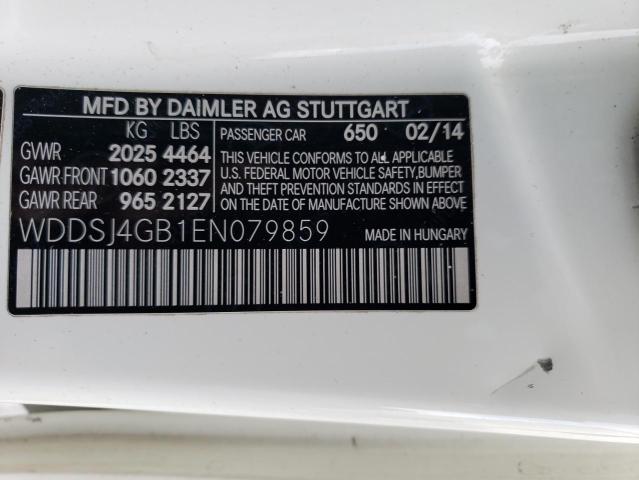 MFD BY DAIMLER AG STUTTGART
KG LBS
GVWR 2025 4464
GAWR FRONT 1060 2337
GAWR REAR 965 2127
PASSENGER CAR 650 02/14
THIS VEHICLE CONFORMS TO ALL APPLICABLE
U.S. FEDERAL MOTOR VEHICLE SAFETY,BUMPER
AND THEFT PREVENTION STANDARDS IN EFFECT
ON THE DATE OF MANUFACTURE SHOWN ABOVE.
WDDSJ4GB1EN079859
MADE IN HUNGARY